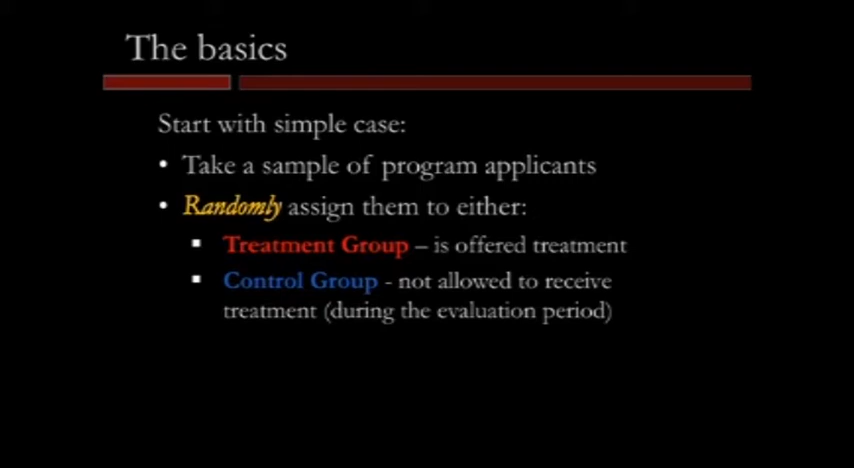 The basics
Start with simple case:
• Take a sample of program applicants
• Randomly assign them to either:
▪ Treatment Group – is offered treatment
▪ Control Group - not allowed to receive
treatment (during the evaluation period)